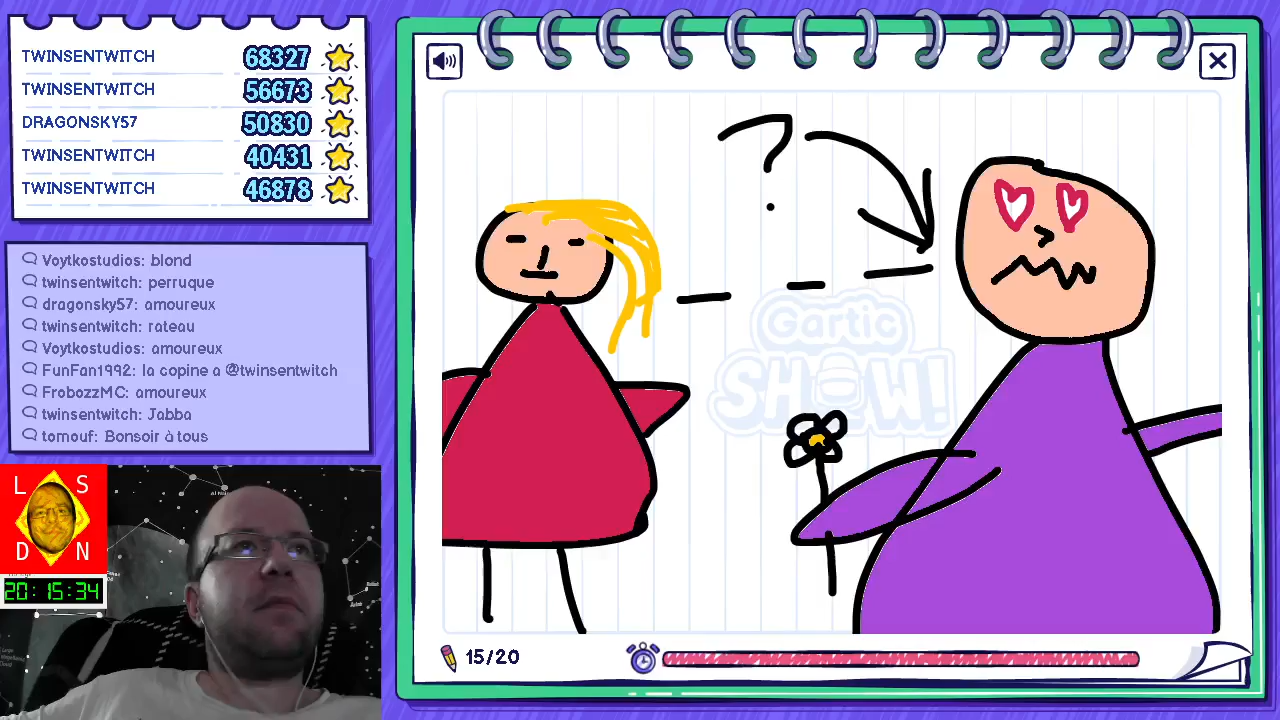 TWINSENTWITCH 68327
TWINSENTWITCH 56673
DRAGONSKY57 50830
TWINSENTWITCH 40431
TWINSENTWITCH 46878
Voytkostudios: blond
twinsentwitch: perruque
dragonsky57: amoureux
twinsentwitch: rateau
Voytkostudios: amoureux
FunFan1992: la copine a @twinsentwitch
FrobozzMC: amoureux
twinsentwitch: Jabba
tomouf: Bonsoir à tous
L S
D N
20:15:34
?
Gartic
SHOW!
15/20